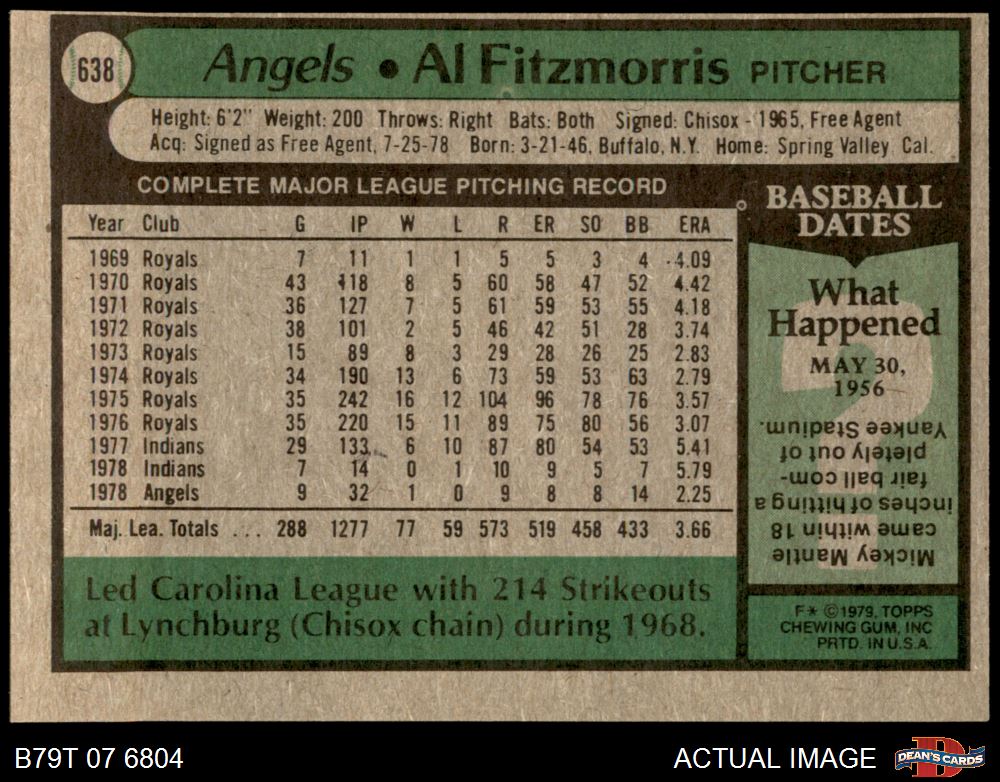 638
Angels • Al Fitzmorris PITCHER
Height: 6'2" Weight: 200 Throws: Right Bats: Both Signed: Chisox - 1965, Free Agent
Acq: Signed as Free Agent, 7-25-78 Born: 3-21-46, Buffalo, N.Y. Home: Spring Valley, Cal.
COMPLETE MAJOR LEAGUE PITCHING RECORD
Year Club G IP W L R ER SO BB ERA
1969 Royals 7 11 1 1 5 5 3 4 4.09
1970 Royals 43 118 8 5 60 58 47 52 4.42
1971 Royals 36 127 7 5 61 59 53 55 4.18
1972 Royals 38 101 2 5 46 42 51 28 3.74
1973 Royals 15 89 8 3 29 28 26 25 2.83
1974 Royals 34 190 13 6 73 59 53 63 2.79
1975 Royals 35 242 16 12 104 96 78 76 3.57
1976 Royals 35 220 15 11 89 75 80 56 3.07
1977 Indians 29 133 6 10 87 80 54 53 5.41
1978 Indians 7 14 0 1 10 9 5 7 5.79
1978 Angels 9 32 1 0 9 8 8 14 2.25
Maj. Lea. Totals ... 288 1277 77 59 573 519 458 433 3.66
Led Carolina League with 214 Strikeouts
at Lynchburg (Chisox chain) during 1968.
BASEBALL
DATES
What
Happened
MAY 30,
1956
?
Mickey Mantle
came within 18
inches of hitting a
fair ball com-
pletely out of
Yankee Stadium.
F* ©1979, TOPPS
CHEWING GUM, INC
PRTD. IN U.S.A.
B79T 07 6804
ACTUAL IMAGE
D
DEAN'S CARDS